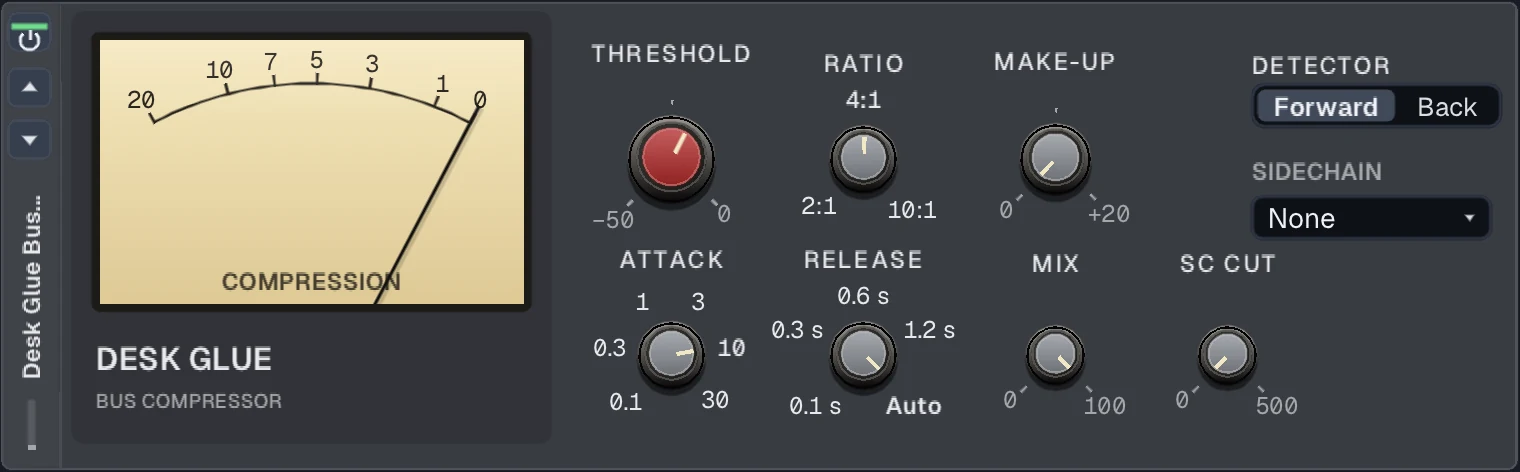 Desk Glue Bus...
20 10 7 5 3 1 0
COMPRESSION
DESK GLUE
BUS COMPRESSOR
THRESHOLD
−50 0
RATIO
4:1
2:1 10:1
MAKE-UP
0 +20
DETECTOR
Forward Back
SIDECHAIN
None
ATTACK
1 3
0.3 10
0.1 30
RELEASE
0.6 s
0.3 s 1.2 s
0.1 s Auto
MIX
0 100
SC CUT
0 500